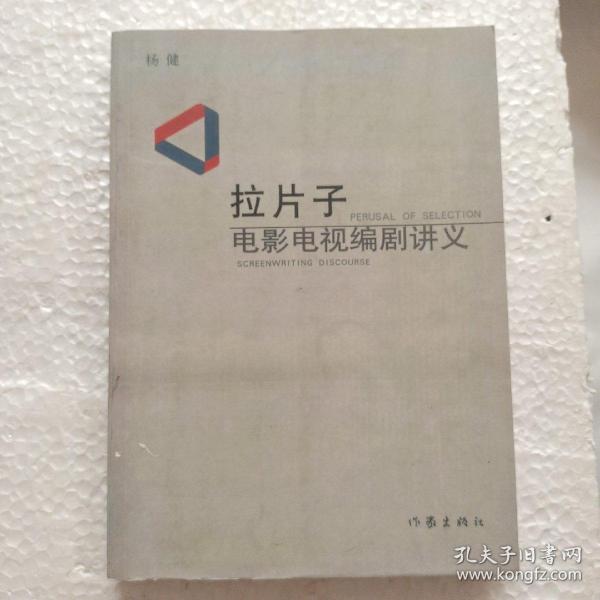 杨健
拉片子
PERUSAL OF SELECTION
电影电视编剧讲义
SCREENWRITING DISCOURSE
作家出版社
孔夫子旧书网
www.kongfz.com